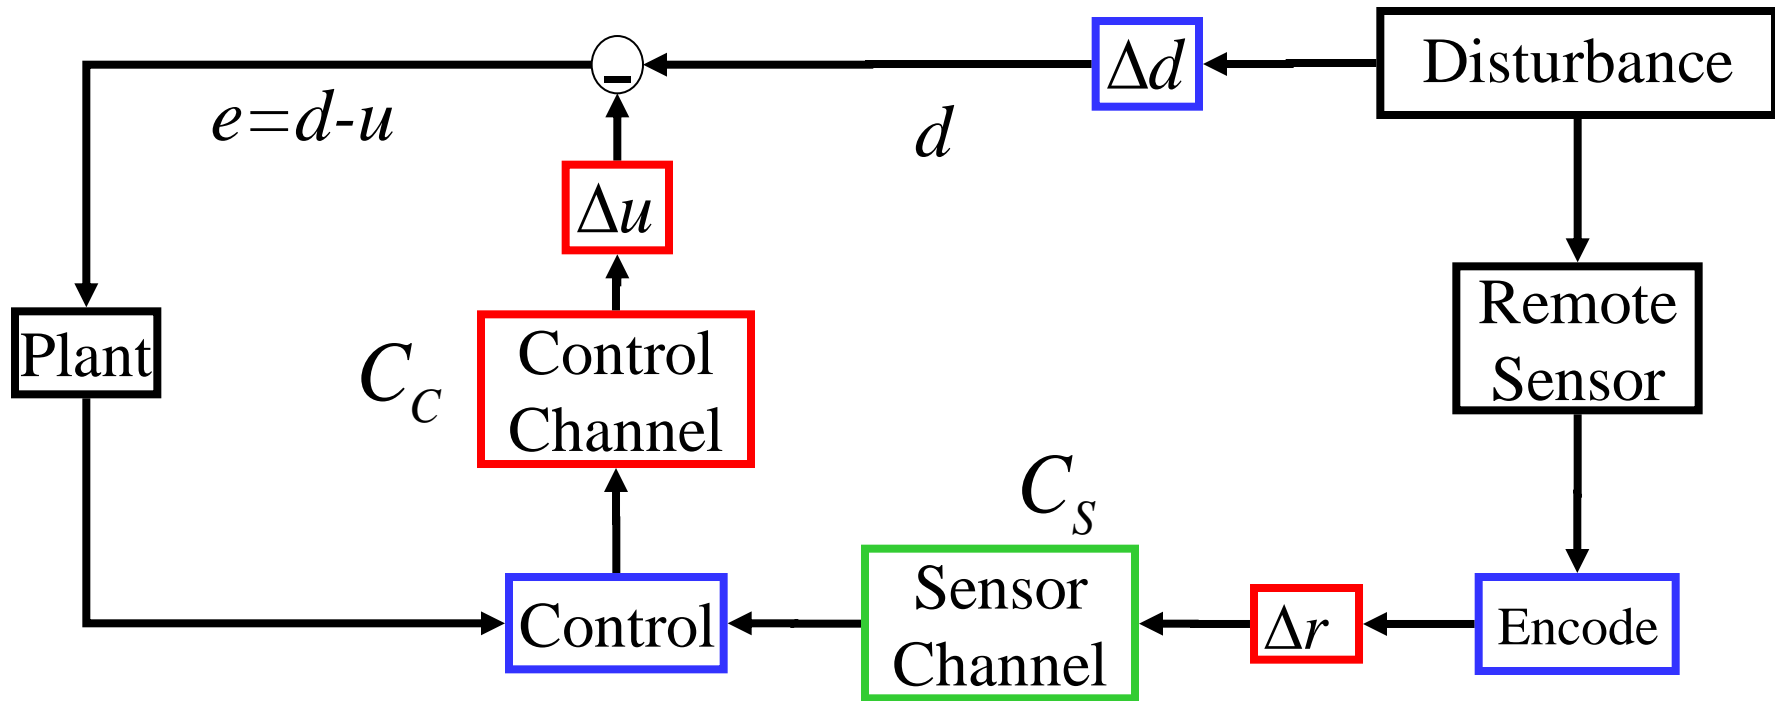 Disturbance
Δd
-
e=d-u
d
Δu
Remote
Sensor
Plant
Control
Channel
C_C
C_S
Sensor
Channel
Control
Δr
Encode